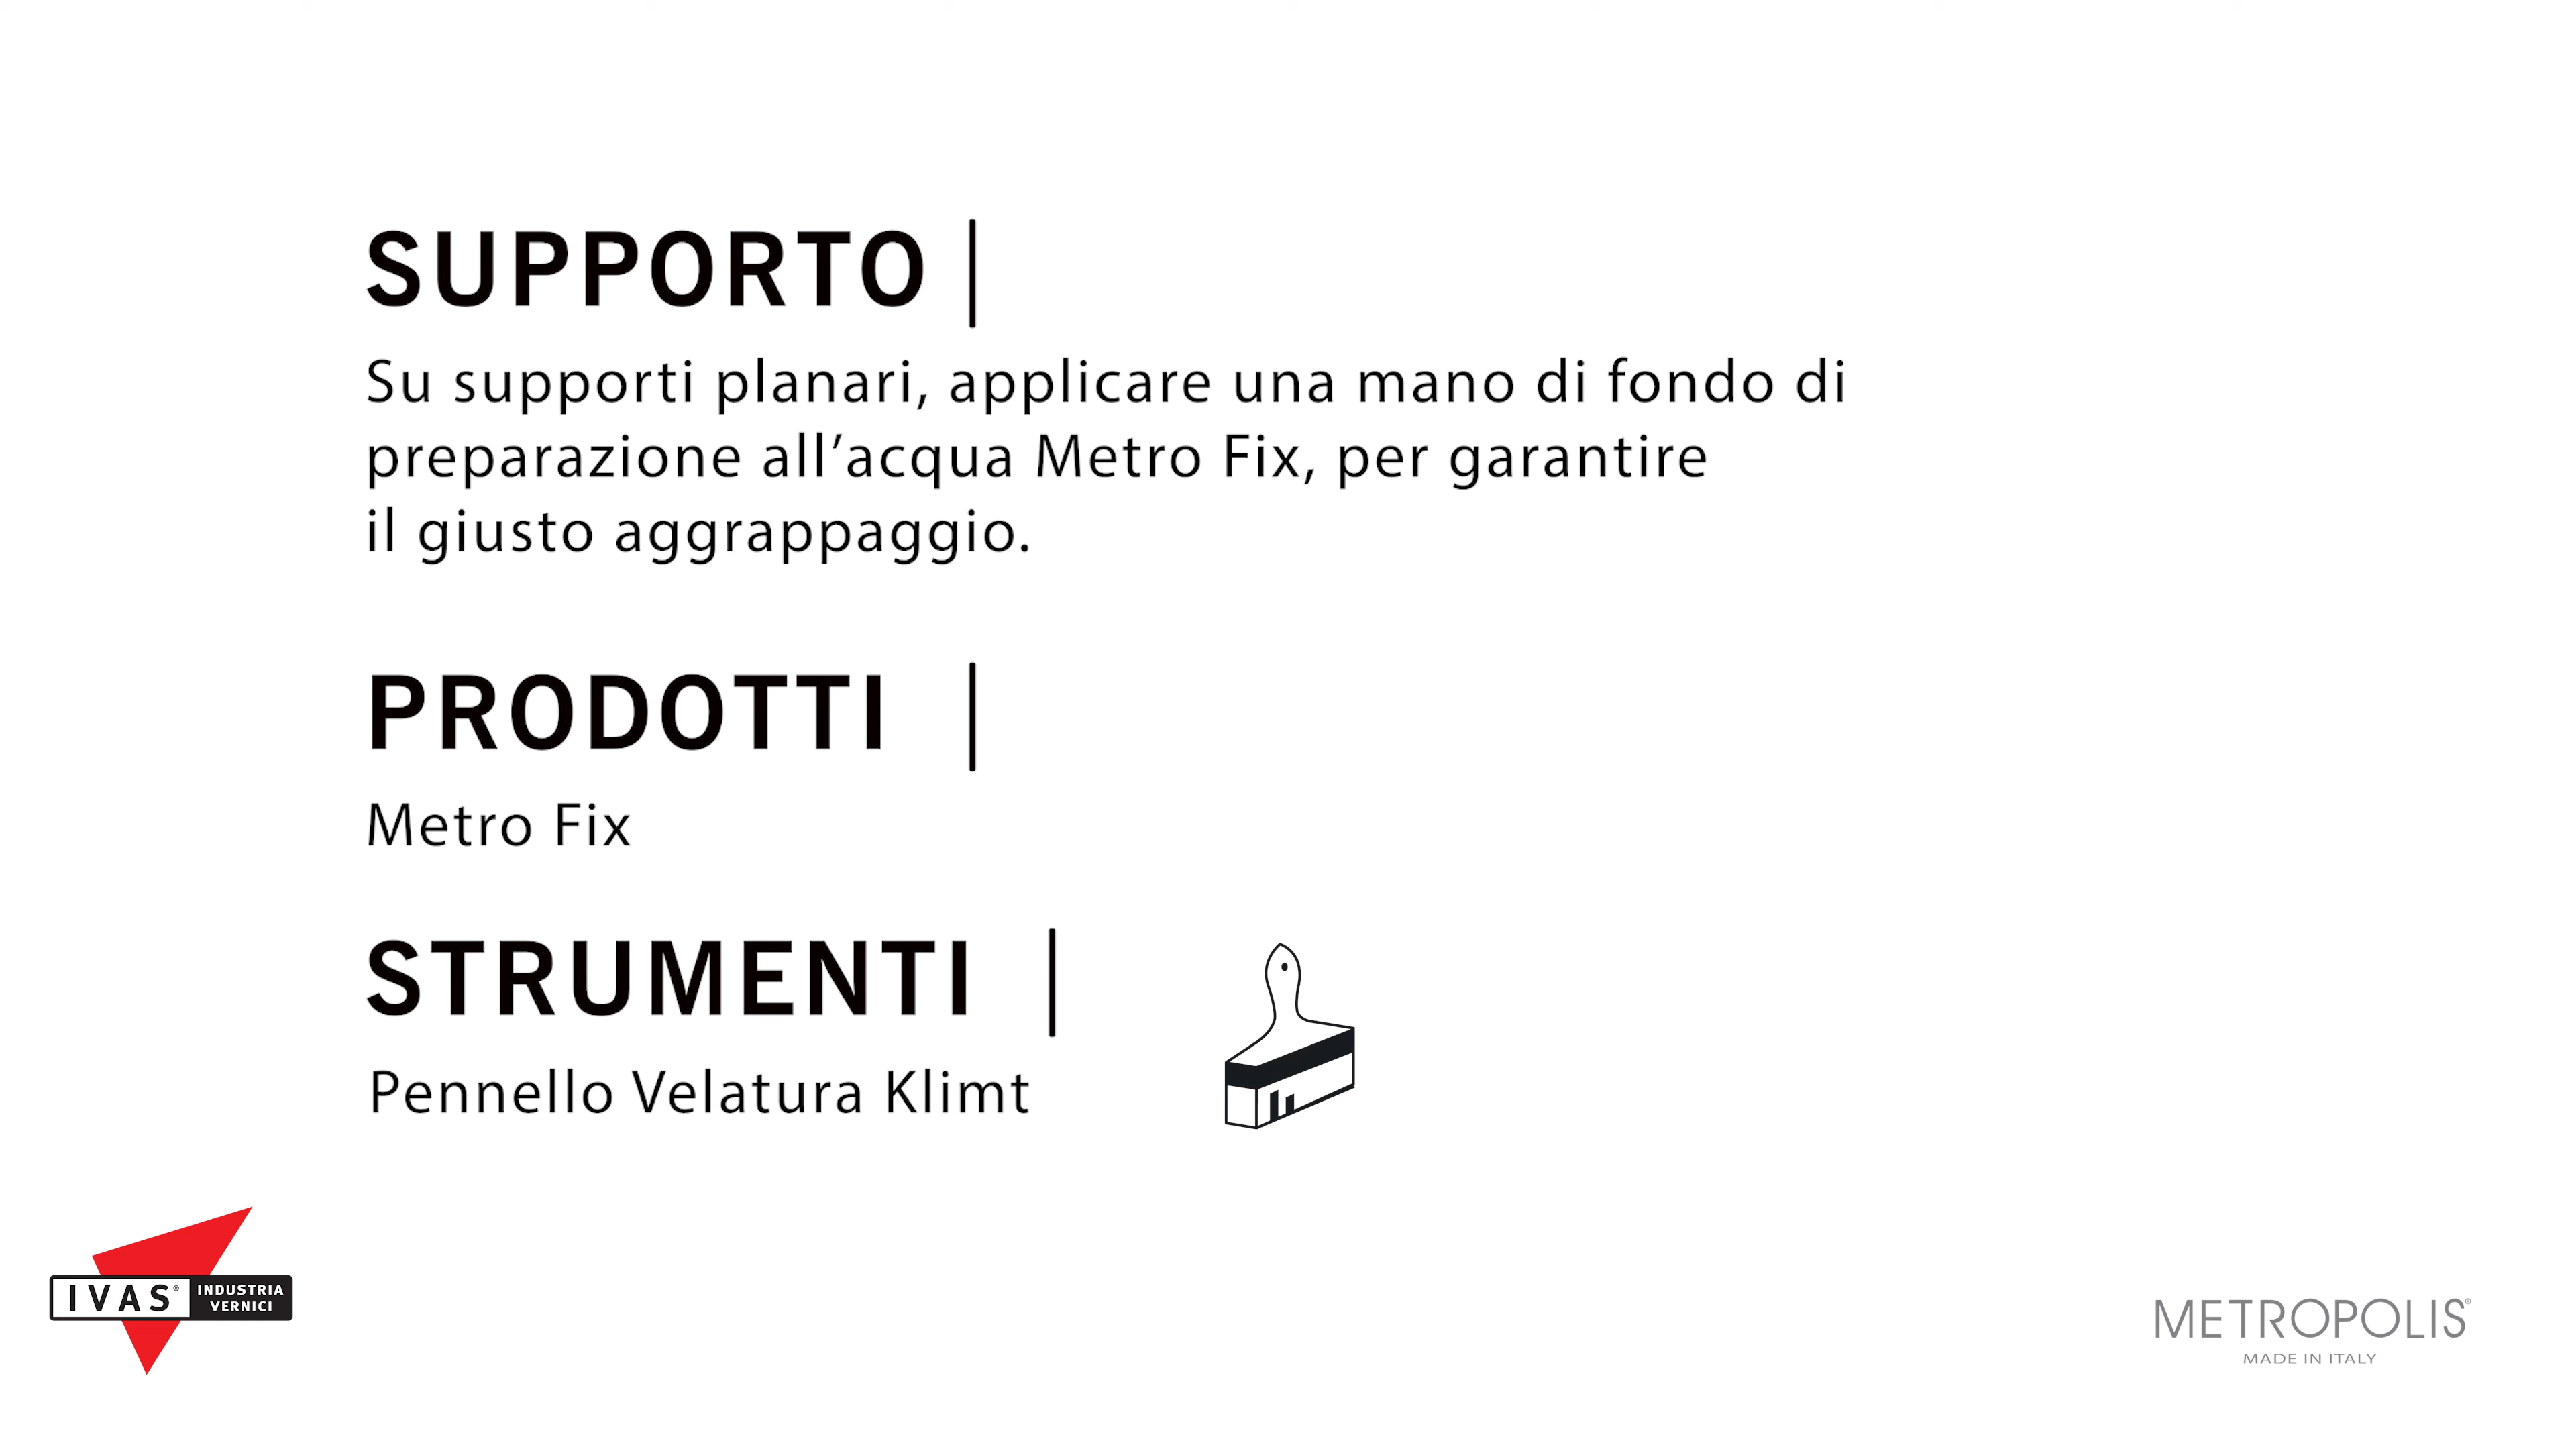 SUPPORTO |
Su supporti planari, applicare una mano di fondo di
preparazione all’acqua Metro Fix, per garantire
il giusto aggrappaggio.
PRODOTTI |
Metro Fix
STRUMENTI |
Pennello Velatura Klimt
IVAS® INDUSTRIA
VERNICI
METROPOLIS®
MADE IN ITALY